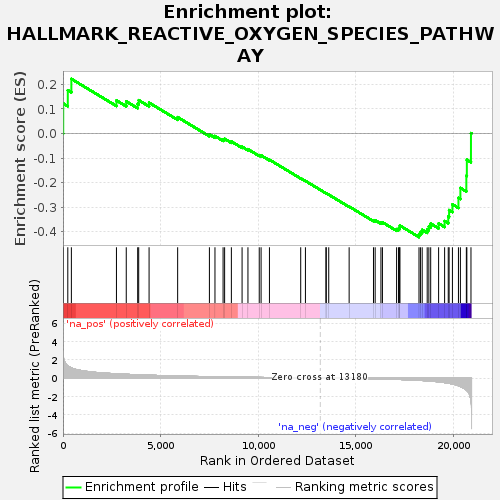 Enrichment plot:
HALLMARK_REACTIVE_OXYGEN_SPECIES_PATHW
AY
Enrichment score (ES)
0.2
0.1
0.0
-0.1
-0.2
-0.3
-0.4
'na_pos' (positively correlated)
Ranked list metric (PreRanked)
6
4
2
0
-2
-4
-6
Zero cross at 13180
'na_neg' (negatively correlated)
0
5,000
10,000
15,000
20,000
Rank in Ordered Dataset
Enrichment profile
Hits
Ranking metric scores